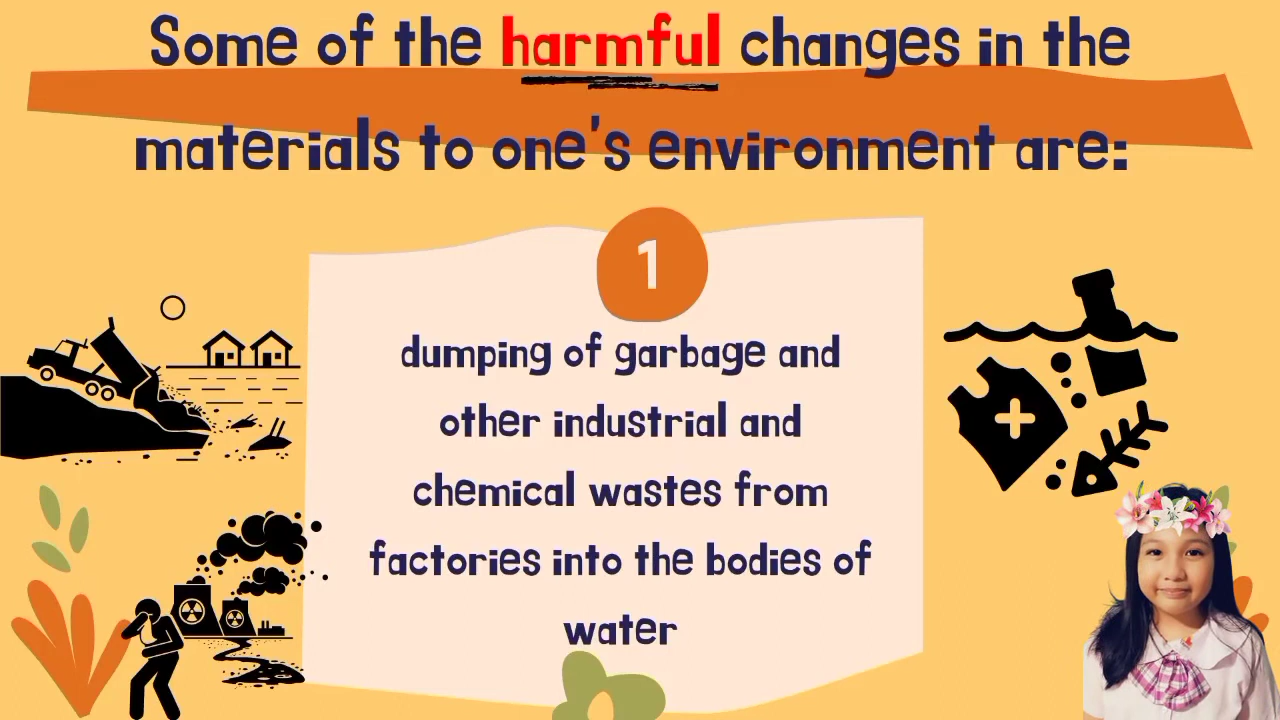 Some of the harmful changes in the
materials to one's environment are:
1
dumping of garbage and
other industrial and
chemical wastes from
factories into the bodies of
water